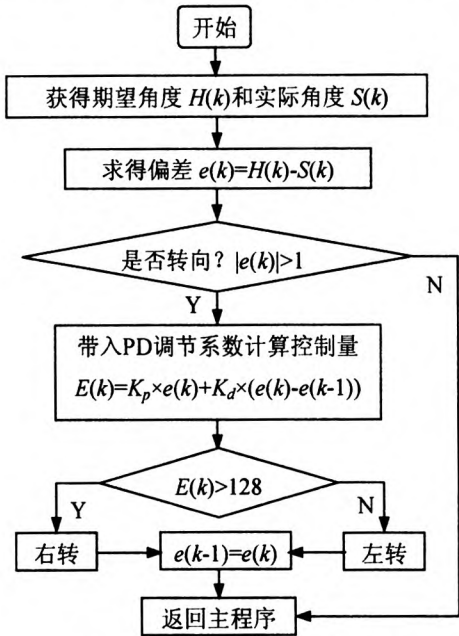 开始
获得期望角度 H(k)和实际角度 S(k)
求得偏差 e(k)=H(k)-S(k)
是否转向？|e(k)|>1
N
Y
带入PD调节系数计算控制量
E(k)=Kp×e(k)+Kd×(e(k)-e(k-1))
E(k)>128
Y
N
右转
e(k-1)=e(k)
左转
返回主程序